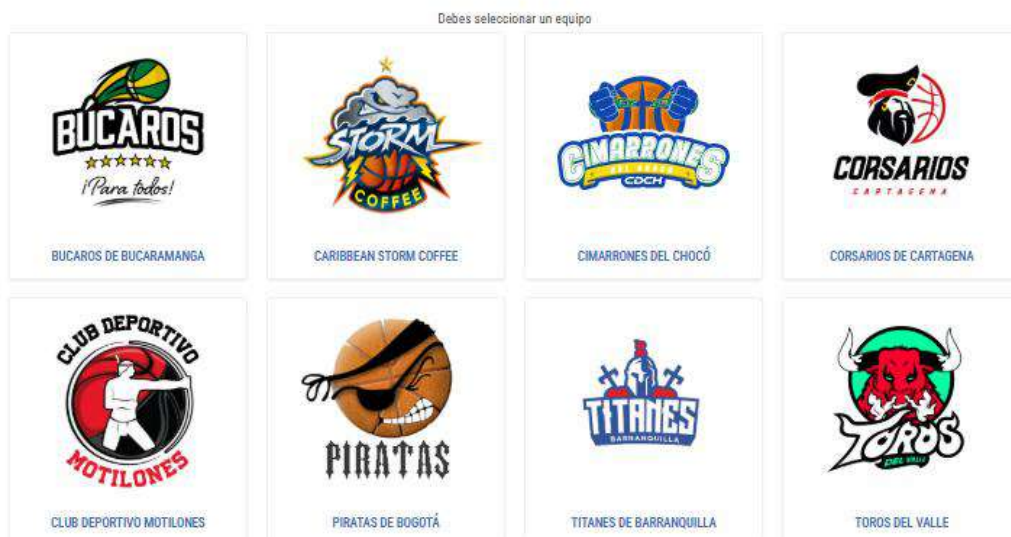 Debes seleccionar un equipo
BUCAROS
¡Para todos!
BUCAROS DE BUCARAMANGA
STORM
COFFEE
CARIBBEAN STORM COFFEE
CIMARRONES
DEL CHOCÓ
CDCH
CIMARRONES DEL CHOCÓ
CORSARIOS
CARTAGENA
CORSARIOS DE CARTAGENA
CLUB DEPORTIVO
MOTILONES
CLUB DEPORTIVO MOTILONES
PIRATAS
PIRATAS DE BOGOTÁ
B
TITANES
BARRANQUILLA
TITANES DE BARRANQUILLA
TOROS
DEL VALLE
TOROS DEL VALLE